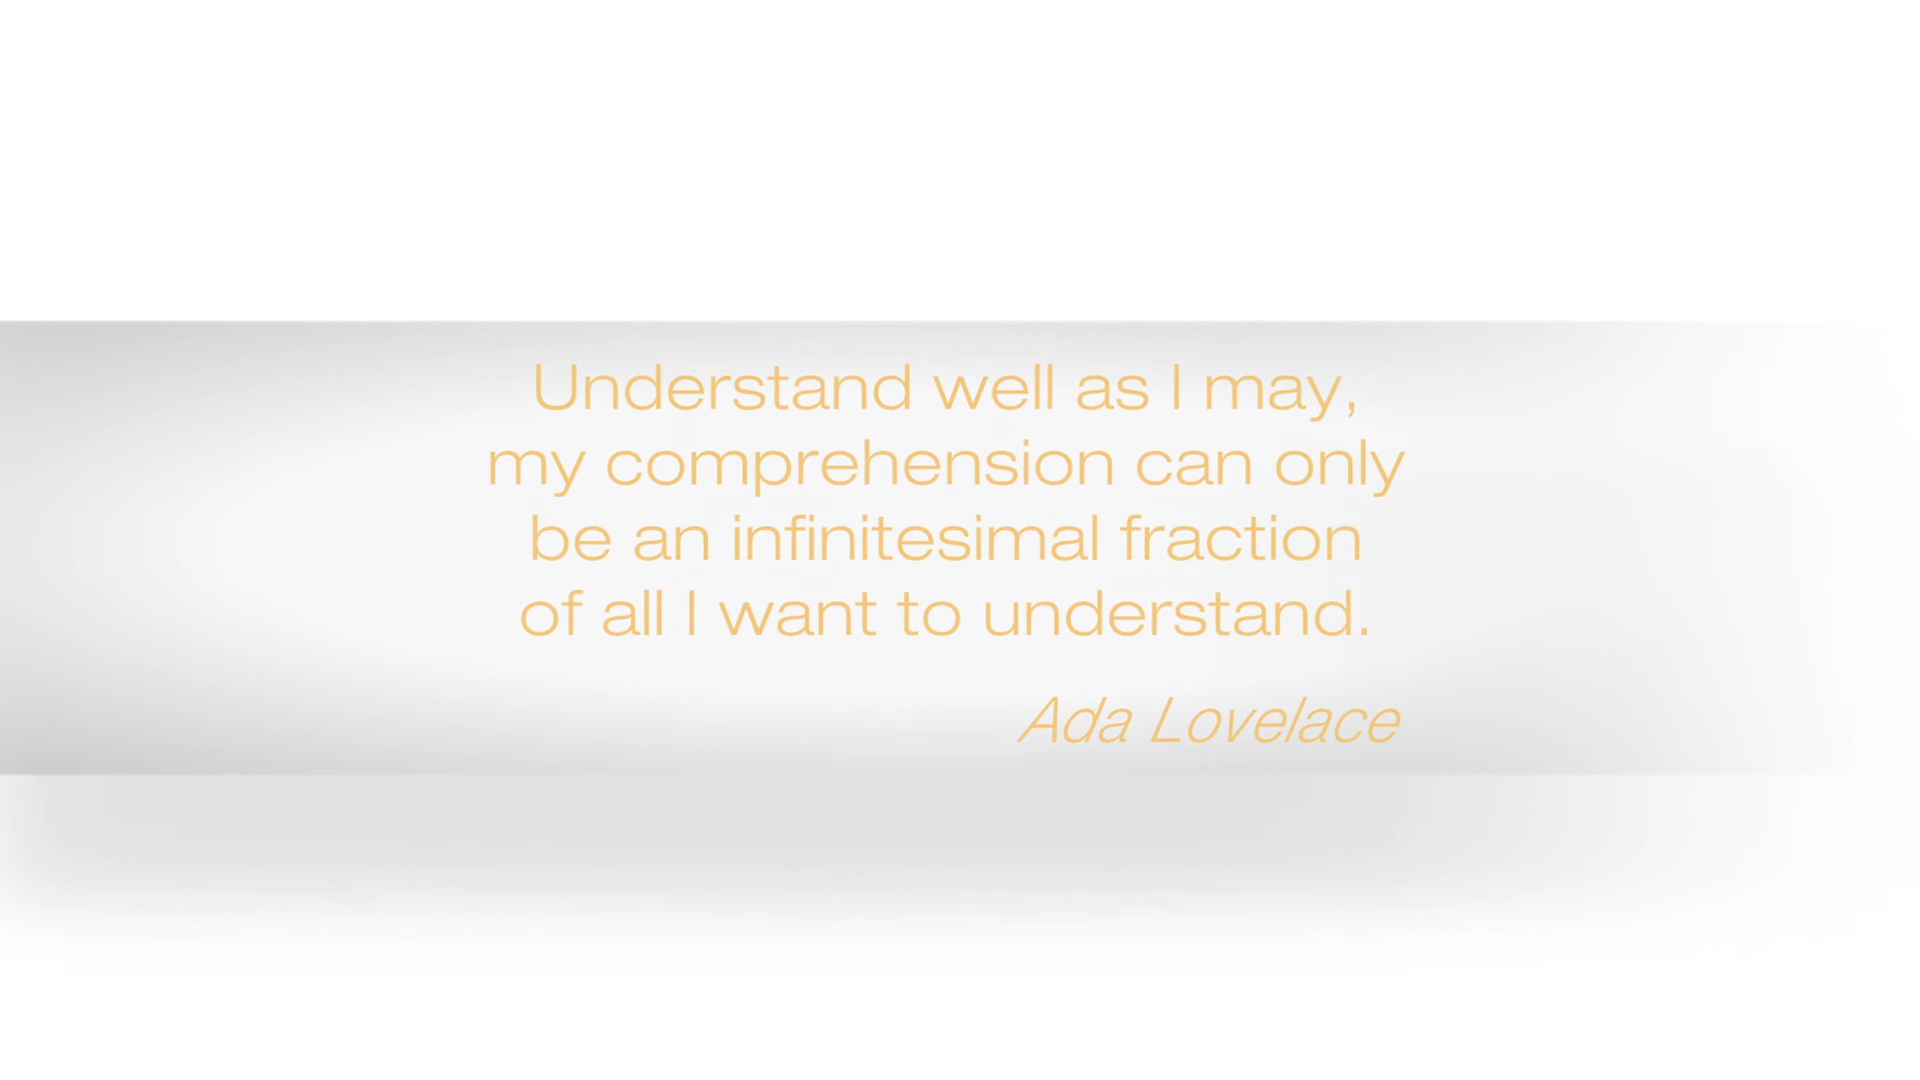 Understand well as I may,
my comprehension can only
be an infinitesimal fraction
of all I want to understand.
Ada Lovelace